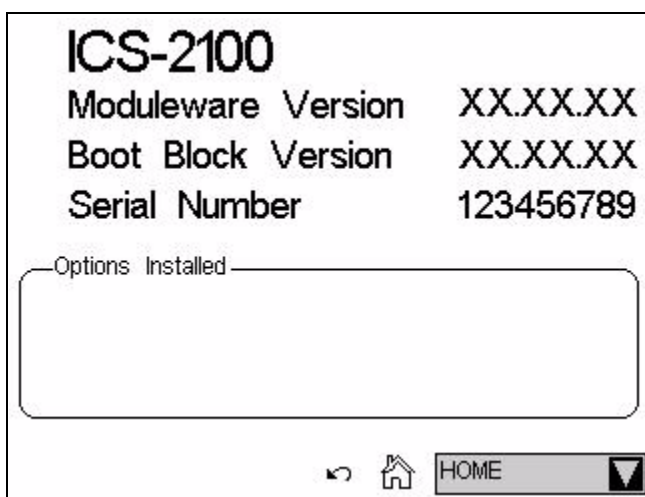 ICS-2100
Moduleware Version XX.XX.XX
Boot Block Version XX.XX.XX
Serial Number 123456789
Options Installed
HOME